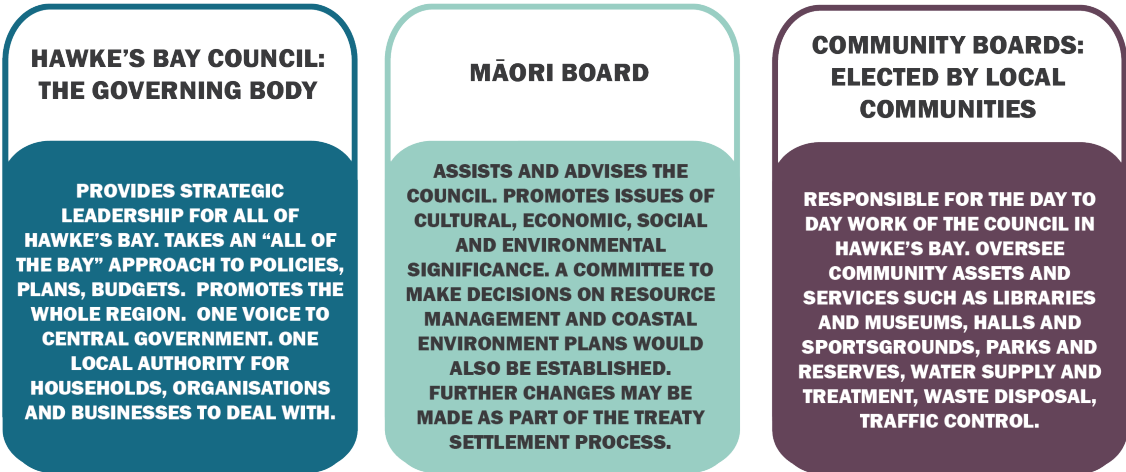 HAWKE’S BAY COUNCIL:
THE GOVERNING BODY
PROVIDES STRATEGIC
LEADERSHIP FOR ALL OF
HAWKE’S BAY. TAKES AN “ALL OF
THE BAY” APPROACH TO POLICIES,
PLANS, BUDGETS.  PROMOTES THE
WHOLE REGION.  ONE VOICE TO
CENTRAL GOVERNMENT. ONE
LOCAL AUTHORITY FOR
HOUSEHOLDS, ORGANISATIONS
AND BUSINESSES TO DEAL WITH.
MĀORI BOARD
ASSISTS AND ADVISES THE
COUNCIL. PROMOTES ISSUES OF
CULTURAL, ECONOMIC, SOCIAL
AND ENVIRONMENTAL
SIGNIFICANCE. A COMMITTEE TO
MAKE DECISIONS ON RESOURCE
MANAGEMENT AND COASTAL
ENVIRONMENT PLANS WOULD
ALSO BE ESTABLISHED.
FURTHER CHANGES MAY BE
MADE AS PART OF THE TREATY
SETTLEMENT PROCESS.
COMMUNITY BOARDS:
ELECTED BY LOCAL
COMMUNITIES
RESPONSIBLE FOR THE DAY TO
DAY WORK OF THE COUNCIL IN
HAWKE’S BAY. OVERSEE
COMMUNITY ASSETS AND
SERVICES SUCH AS LIBRARIES
AND MUSEUMS, HALLS AND
SPORTSGROUNDS, PARKS AND
RESERVES, WATER SUPPLY AND
TREATMENT, WASTE DISPOSAL,
TRAFFIC CONTROL.